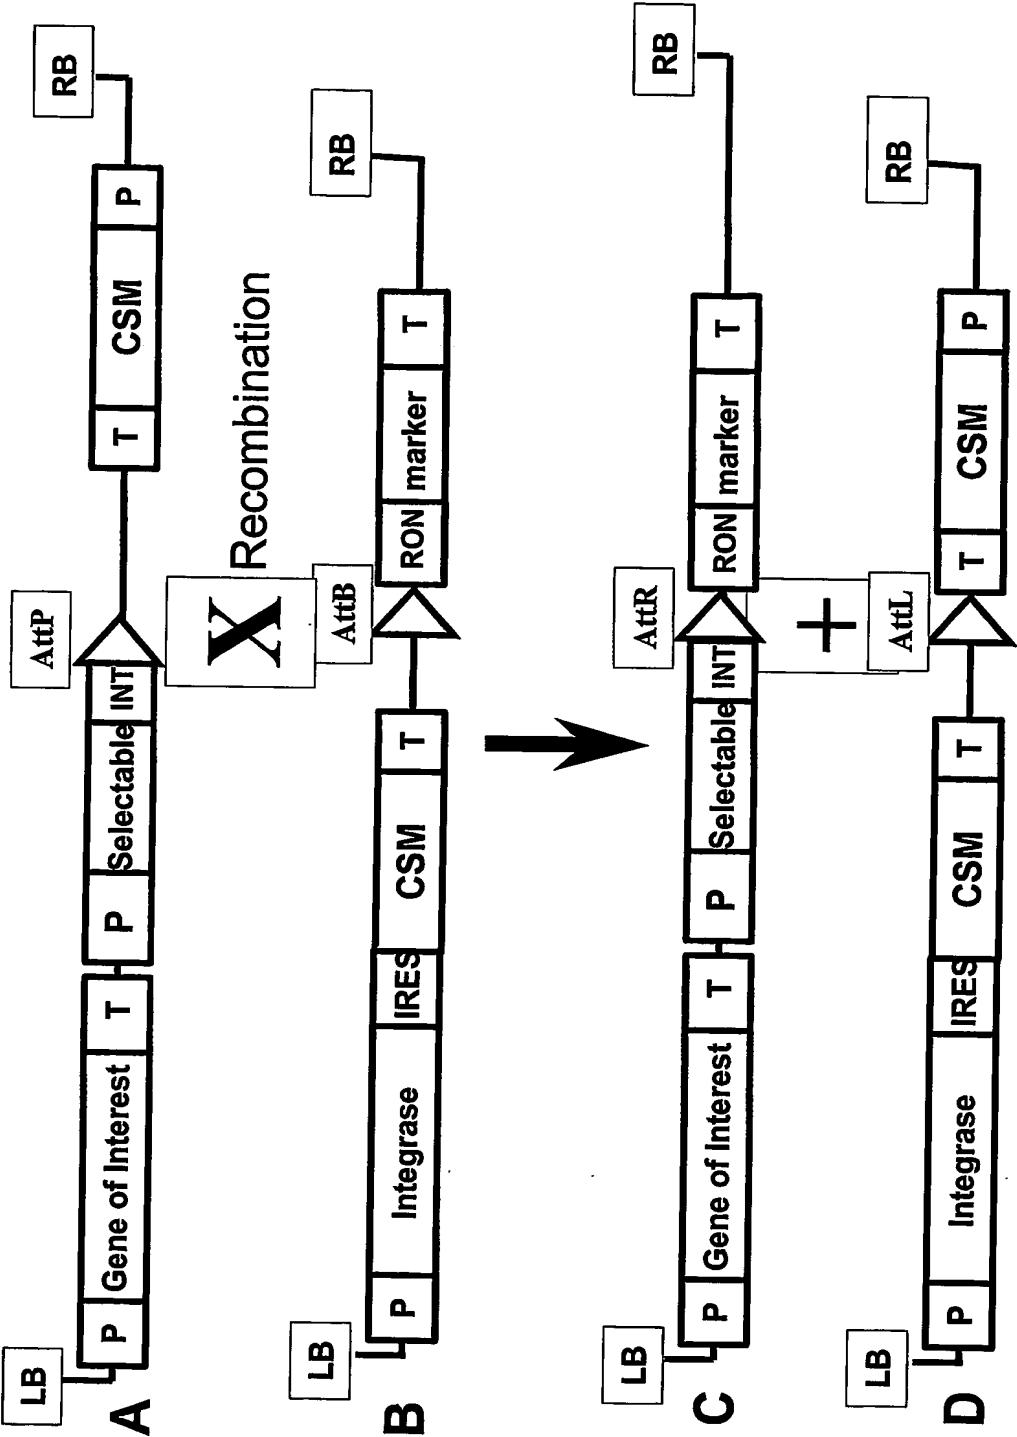 A
LB
P
Gene of Interest
T
P
Selectable
INT
AttP
T
CSM
P
RB
X
Recombination
B
LB
P
Integrase
IRES
CSM
T
AttB
RON
marker
T
RB
C
LB
P
Gene of Interest
T
P
Selectable
INT
AttR
RON
marker
T
RB
+
D
LB
P
Integrase
IRES
CSM
T
AttL
T
CSM
P
RB